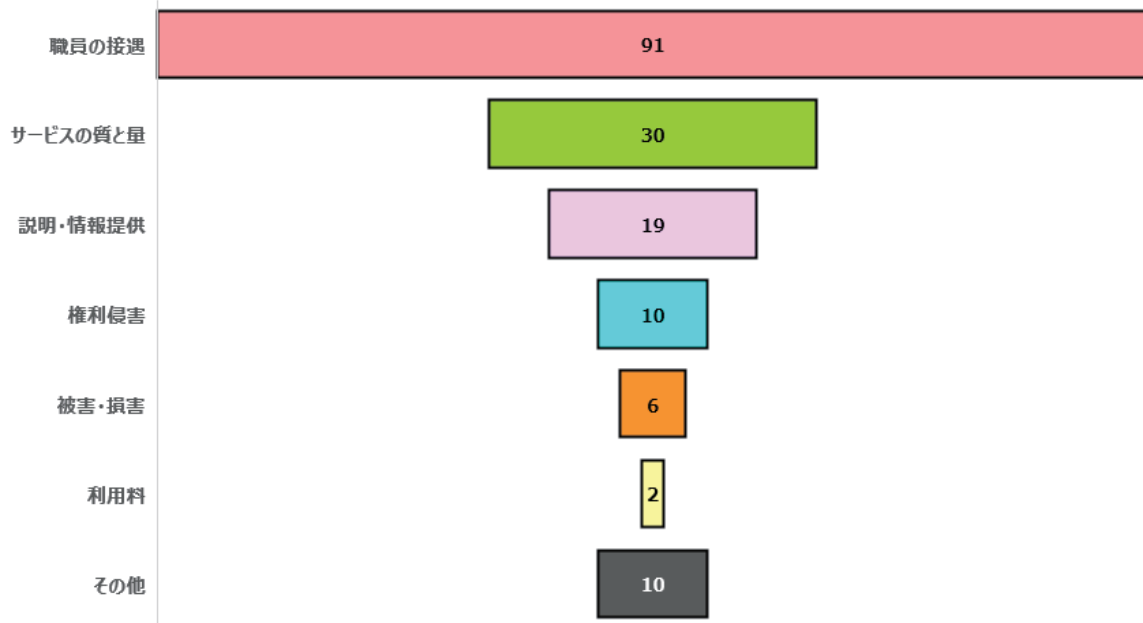 職員の接遇 91
サービスの質と量 30
説明・情報提供 19
権利侵害 10
被害・損害 6
利用料 2
その他 10